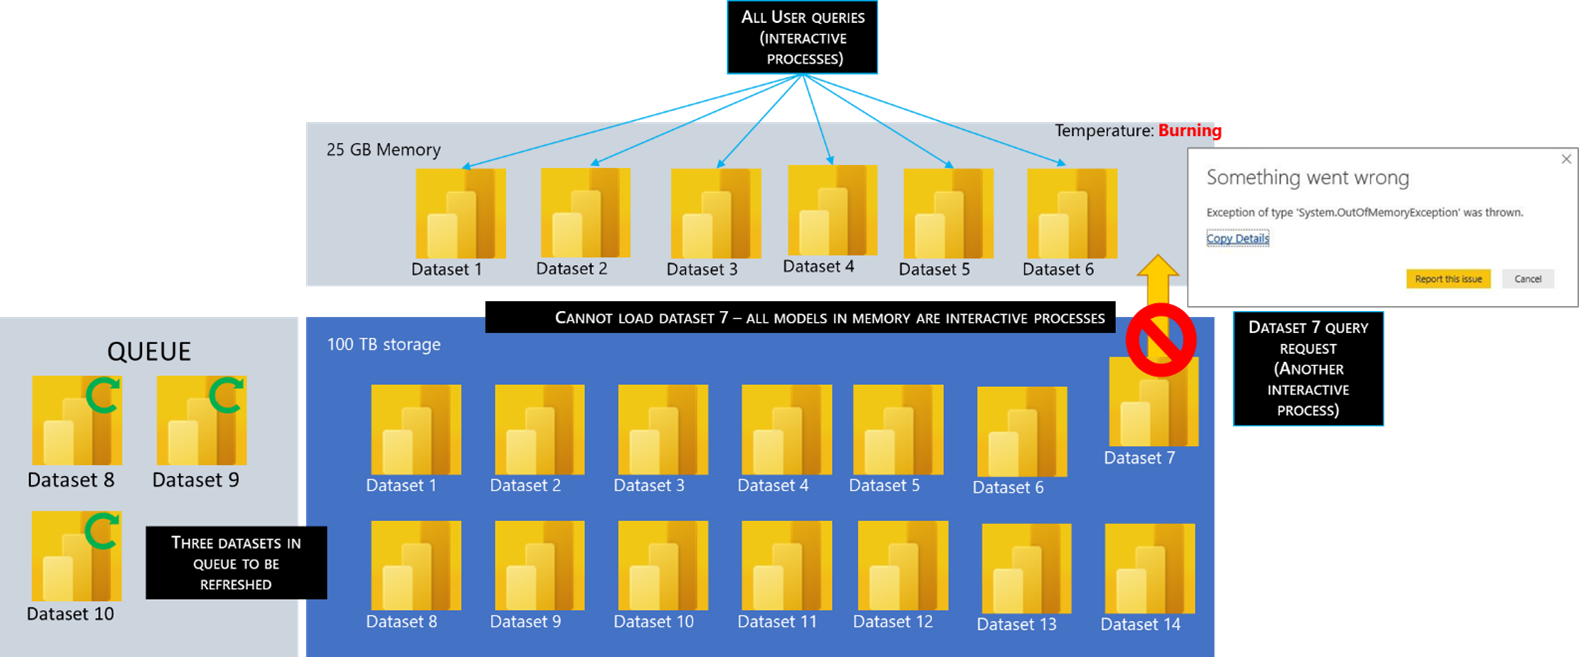 All User queries
(interactive
processes)
Temperature: Burning
25 GB Memory
Dataset 1
Dataset 2
Dataset 3
Dataset 4
Dataset 5
Dataset 6
Something went wrong
Exception of type 'System.OutOfMemoryException' was thrown.
Copy Details
Report this issue
Cancel
Cannot load dataset 7 – all models in memory are interactive processes
Dataset 7 query
request
(Another
interactive
process)
QUEUE
Dataset 8
Dataset 9
Dataset 10
Three datasets in
queue to be
refreshed
100 TB storage
Dataset 1
Dataset 2
Dataset 3
Dataset 4
Dataset 5
Dataset 6
Dataset 7
Dataset 8
Dataset 9
Dataset 10
Dataset 11
Dataset 12
Dataset 13
Dataset 14